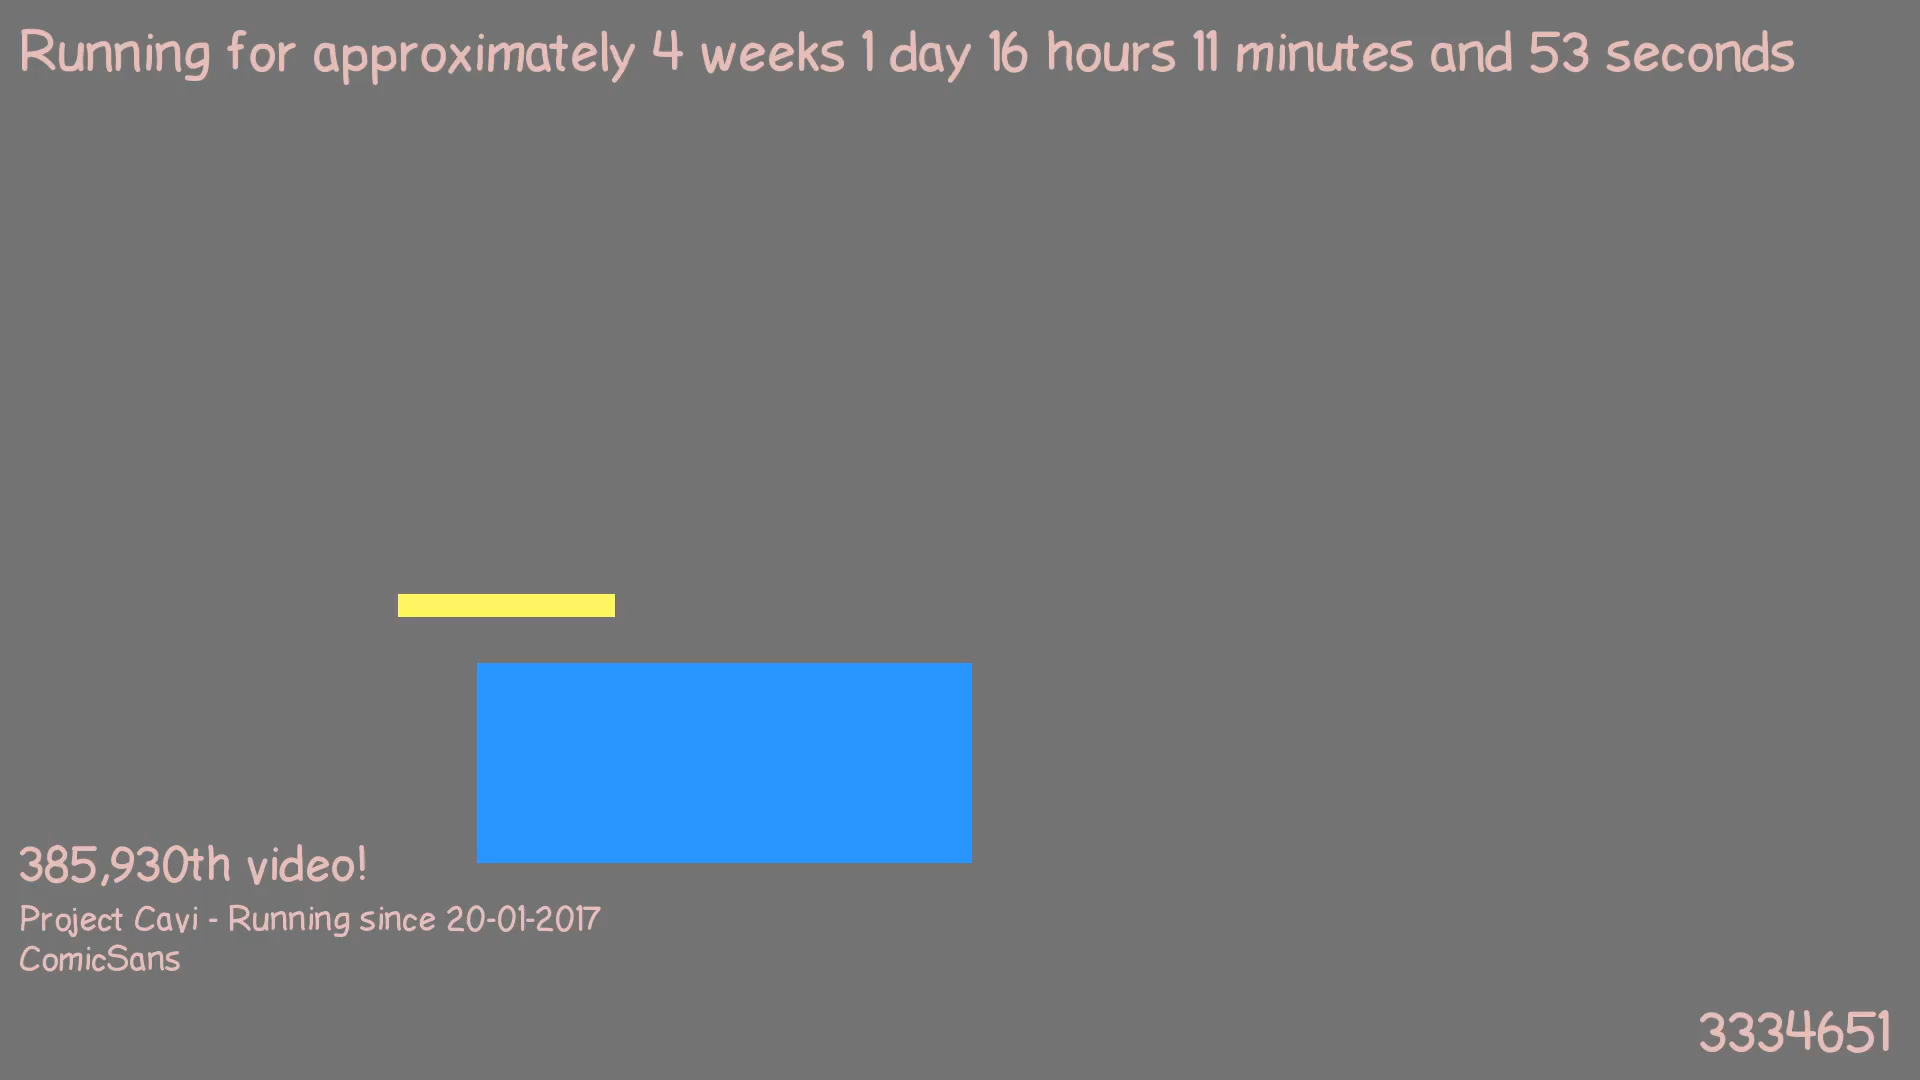 Running for approximately 4 weeks 1 day 16 hours 11 minutes and 53 seconds
385,930th video!
Project Cavi - Running since 20-01-2017
ComicSans
3334651